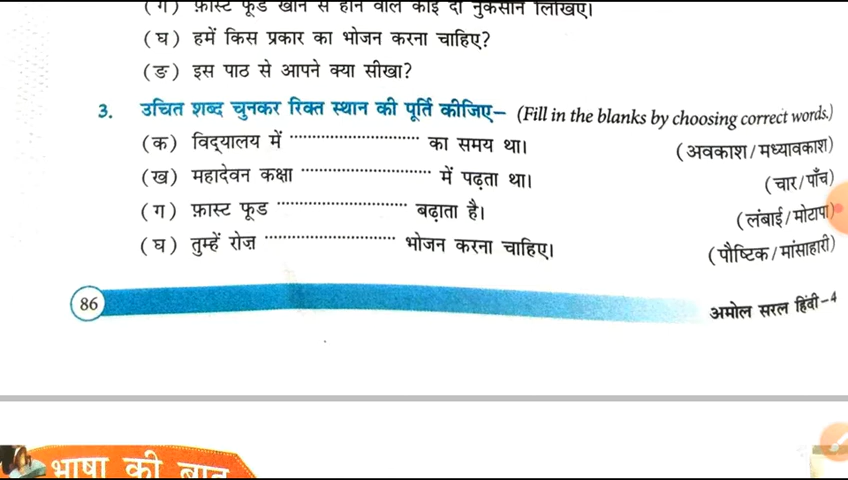 (ग) फ़ास्ट फूड खाने से होने वाले कोई दो नुकसान लिखिए।
(घ) हमें किस प्रकार का भोजन करना चाहिए?
(ङ) इस पाठ से आपने क्या सीखा?
3. उचित शब्द चुनकर रिक्त स्थान की पूर्ति कीजिए– (Fill in the blanks by choosing correct words.)
(क) विद्यालय में ........................ का समय था। (अवकाश/मध्यावकाश)
(ख) महादेवन कक्षा ........................ में पढ़ता था। (चार/पाँच)
(ग) फ़ास्ट फूड ........................ बढ़ाता है। (लंबाई/मोटापा)
(घ) तुम्हें रोज़ ........................ भोजन करना चाहिए। (पौष्टिक/मांसाहारी)
86 अमोल सरल हिंदी-4
भाषा की बात